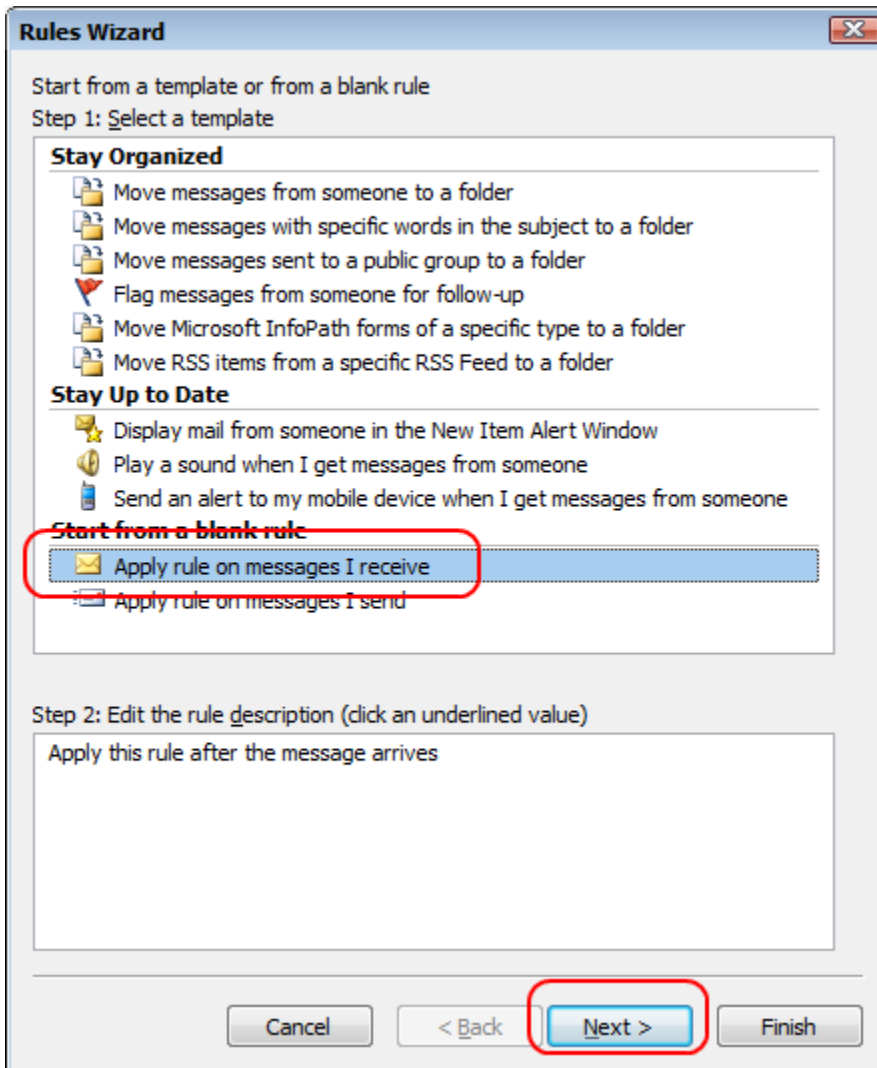 Rules Wizard
Start from a template or from a blank rule
Step 1: Select a template
Stay Organized
Move messages from someone to a folder
Move messages with specific words in the subject to a folder
Move messages sent to a public group to a folder
Flag messages from someone for follow-up
Move Microsoft InfoPath forms of a specific type to a folder
Move RSS items from a specific RSS Feed to a folder
Stay Up to Date
Display mail from someone in the New Item Alert Window
Play a sound when I get messages from someone
Send an alert to my mobile device when I get messages from someone
Start from a blank rule
Apply rule on messages I receive
Apply rule on messages I send
Step 2: Edit the rule description (click an underlined value)
Apply this rule after the message arrives
Cancel < Back Next > Finish